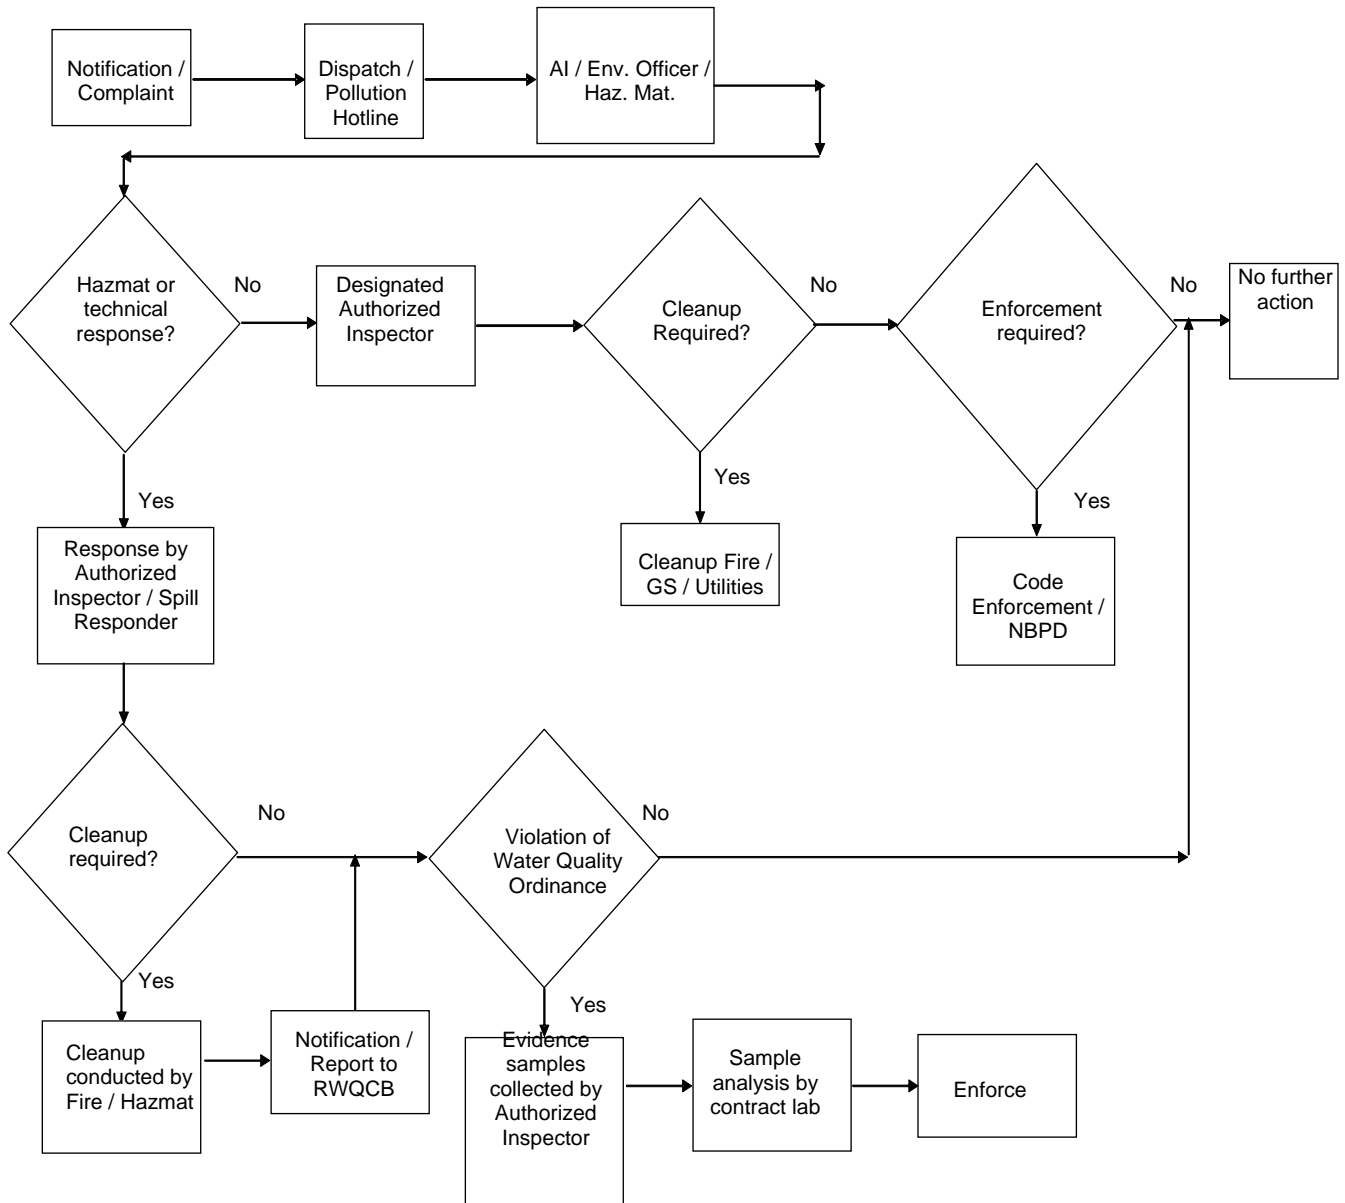 Notification /
Complaint
Dispatch /
Pollution
Hotline
AI / Env. Officer /
Haz. Mat.
Hazmat or
technical
response?
No
Designated
Authorized
Inspector
Cleanup
Required?
No
Enforcement
required?
No
No further
action
Yes
Response by
Authorized
Inspector / Spill
Responder
Yes
Cleanup Fire /
GS / Utilities
Yes
Code
Enforcement /
NBPD
Cleanup
required?
No
Violation of
Water Quality
Ordinance
No
Yes
Cleanup
conducted by
Fire / Hazmat
Notification /
Report to
RWQCB
Yes
Evidence
samples
collected by
Authorized
Inspector
Sample
analysis by
contract lab
Enforce